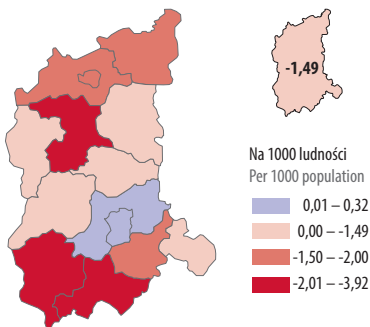 -1,49
Na 1000 ludności
Per 1000 population
0,01 – 0,32
0,00 – -1,49
-1,50 – -2,00
-2,01 – -3,92